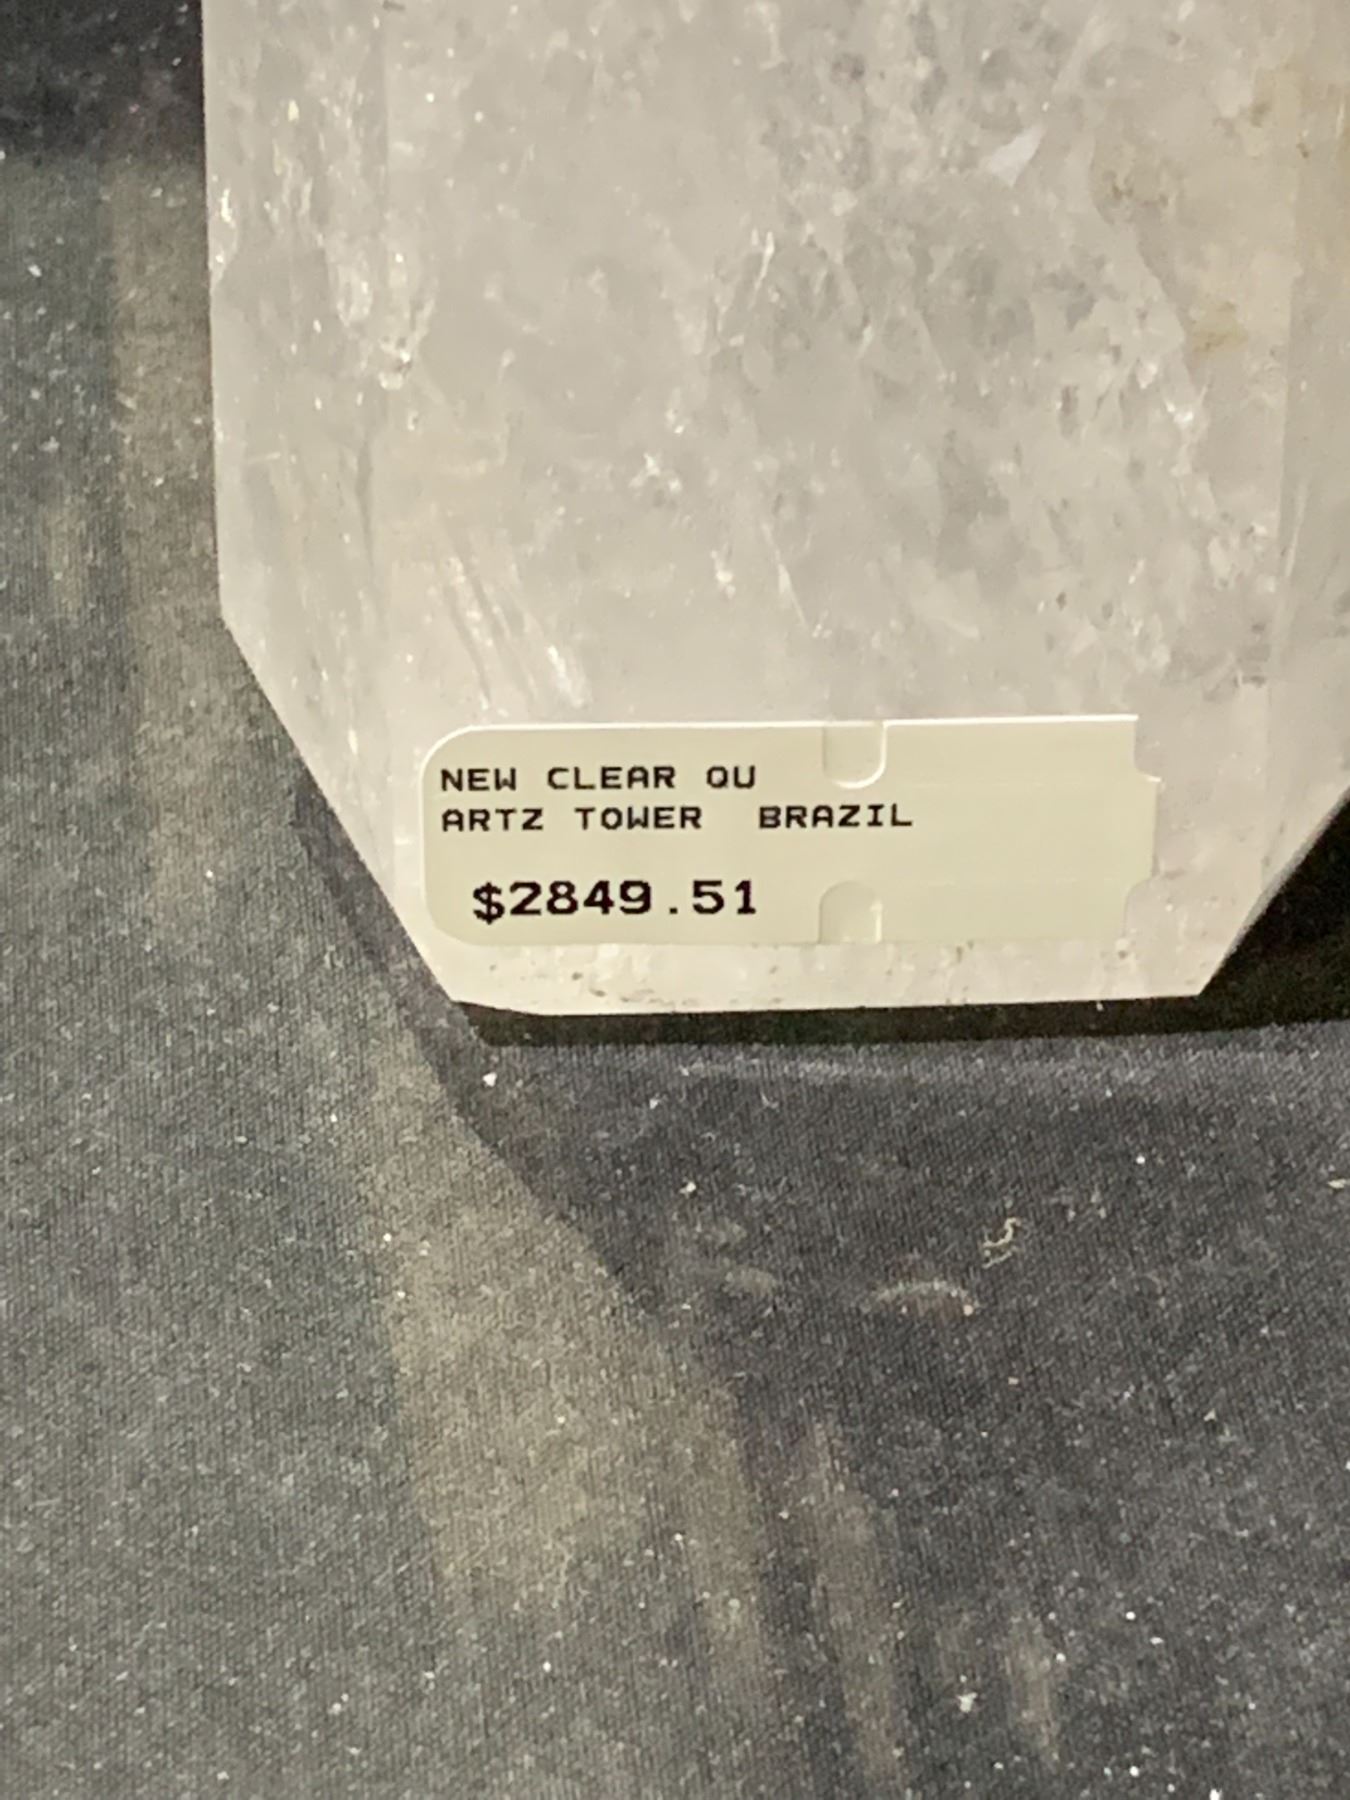 NEW CLEAR QU
ARTZ TOWER BRAZIL
$2849.51